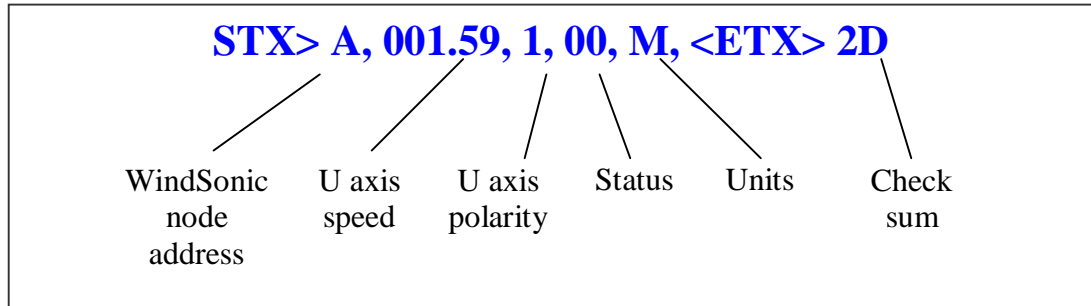 STX> A, 001.59, 1, 00, M, <ETX> 2D
WindSonic node address
U axis speed
U axis polarity
Status
Units
Check sum